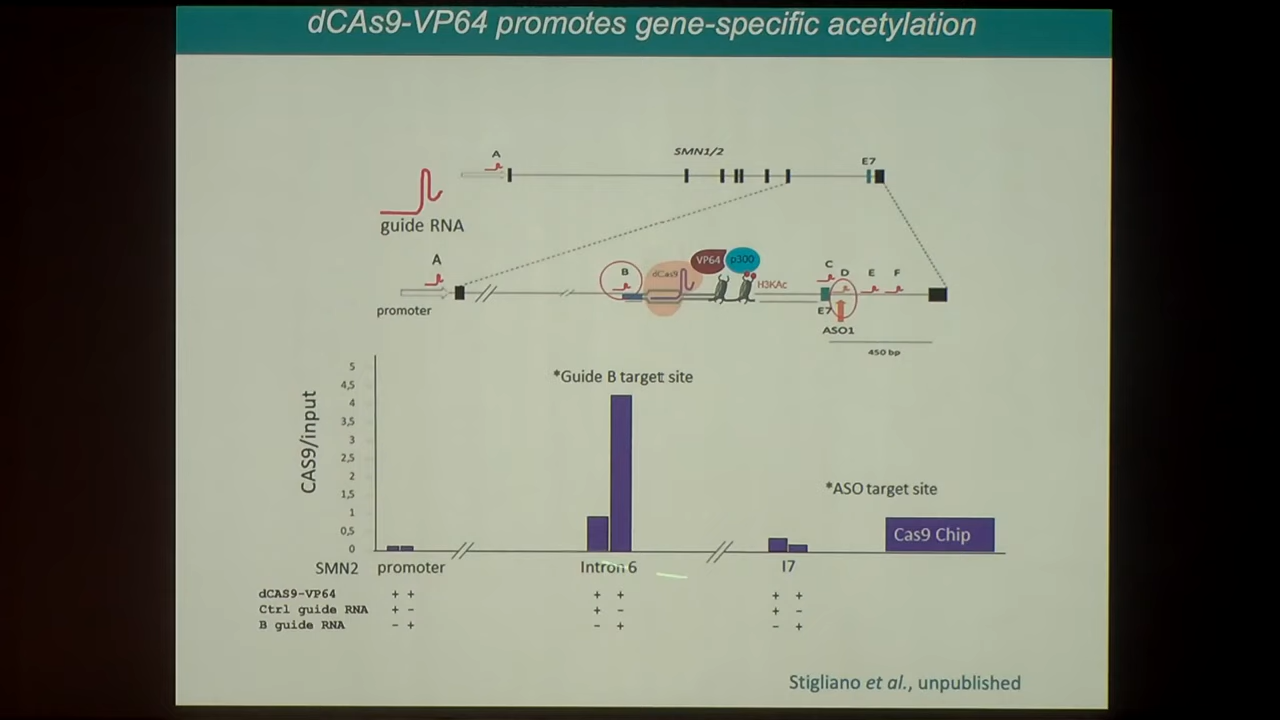 dCAs9-VP64 promotes gene-specific acetylation
A
SMN1/2
E7
guide RNA
A
B
dCas9
VP64
p300
H3KAc
C
D
E
F
promoter
E7
ASO1
450 bp
*Guide B target site
*ASO target site
CAS9/input
5
4,5
4
3,5
3
2,5
2
1,5
1
0,5
0
Cas9 Chip
SMN2 promoter Intron 6 I7
dCAS9-VP64 + + + + + +
Ctrl guide RNA + - + - + -
B guide RNA - + - + - +
Stigliano et al., unpublished